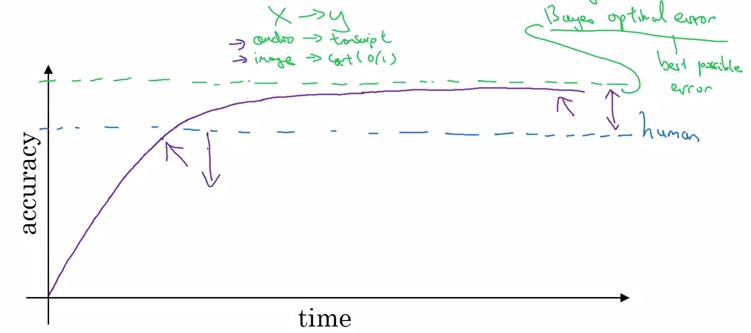 x → y
audio → transcript
image → cat (0/1)
Bayes optimal error
best possible
error
human
accuracy
time